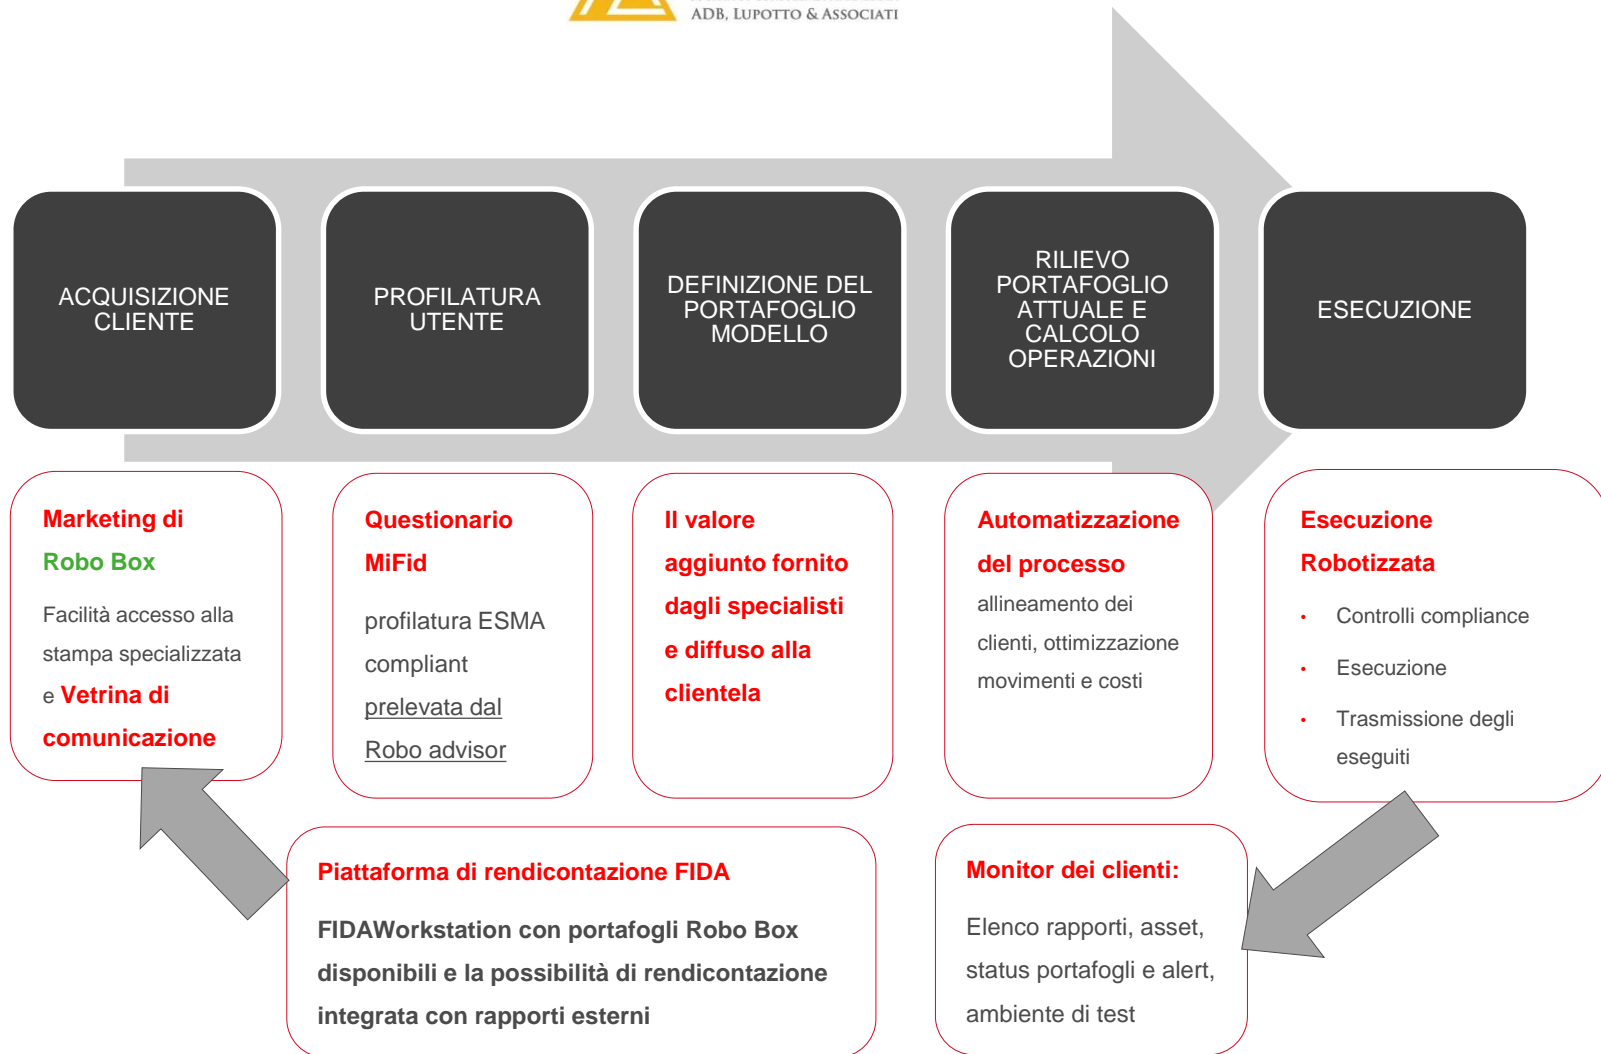 ADB, LUPOTTO & ASSOCIATI
ACQUISIZIONE
CLIENTE
PROFILATURA
UTENTE
DEFINIZIONE DEL
PORTAFOGLIO
MODELLO
RILIEVO
PORTAFOGLIO
ATTUALE E
CALCOLO
OPERAZIONI
ESECUZIONE
Marketing di
Robo Box
Facilità accesso alla
stampa specializzata
e Vetrina di
comunicazione
Questionario
MiFid
profilatura ESMA
compliant
prelevata dal
Robo advisor
Il valore
aggiunto fornito
dagli specialisti
e diffuso alla
clientela
Automatizzazione
del processo
allineamento dei
clienti, ottimizzazione
movimenti e costi
Esecuzione
Robotizzata
• Controlli compliance
• Esecuzione
• Trasmissione degli
eseguiti
Piattaforma di rendicontazione FIDA
FIDAWorkstation con portafogli Robo Box
disponibili e la possibilità di rendicontazione
integrata con rapporti esterni
Monitor dei clienti:
Elenco rapporti, asset,
status portafogli e alert,
ambiente di test